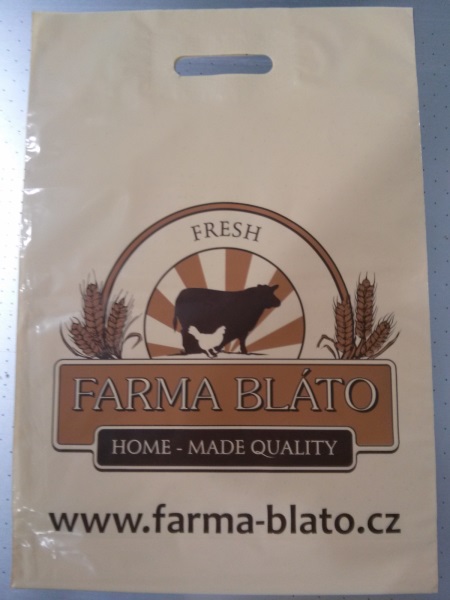 FRESH
FARMA BLÁTO
HOME - MADE QUALITY
www.farma-blato.cz